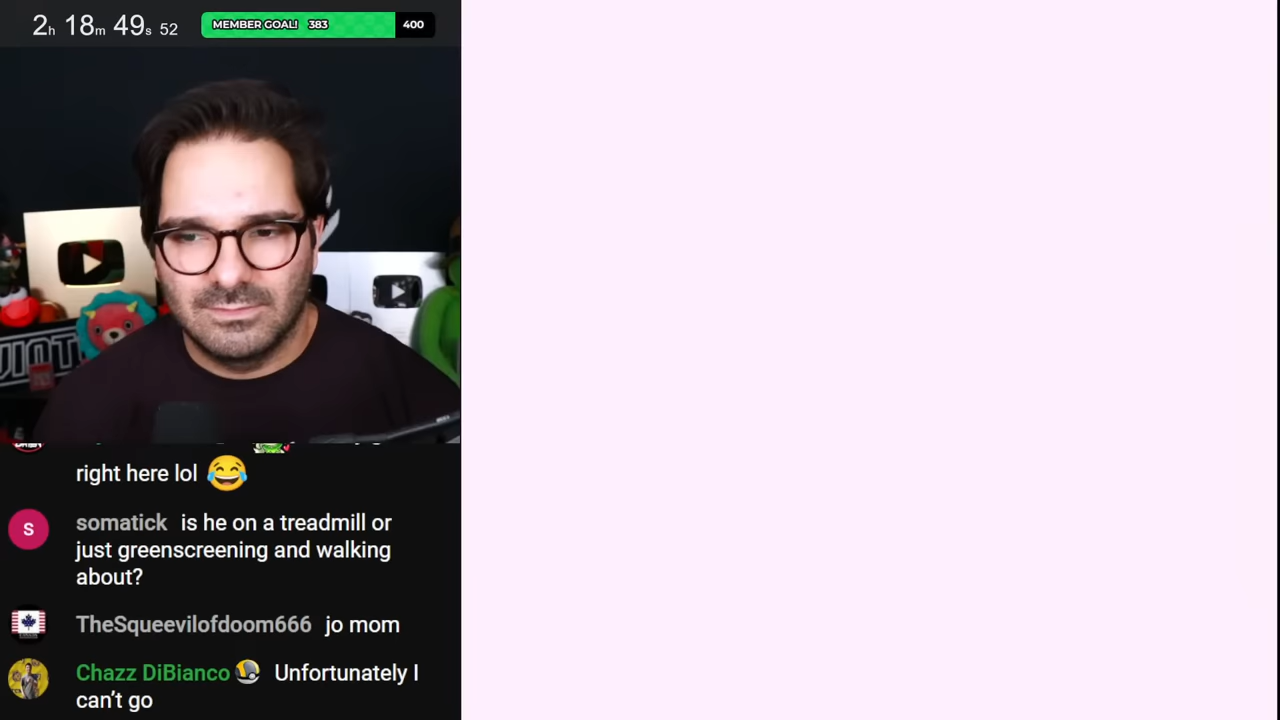 2h 18m 49s 52
MEMBER GOAL! 383 400
right here lol
S somatick is he on a treadmill or
just greenscreening and walking
about?
TheSqueevilofdoom666 jo mom
Chazz DiBianco Unfortunately I
can't go